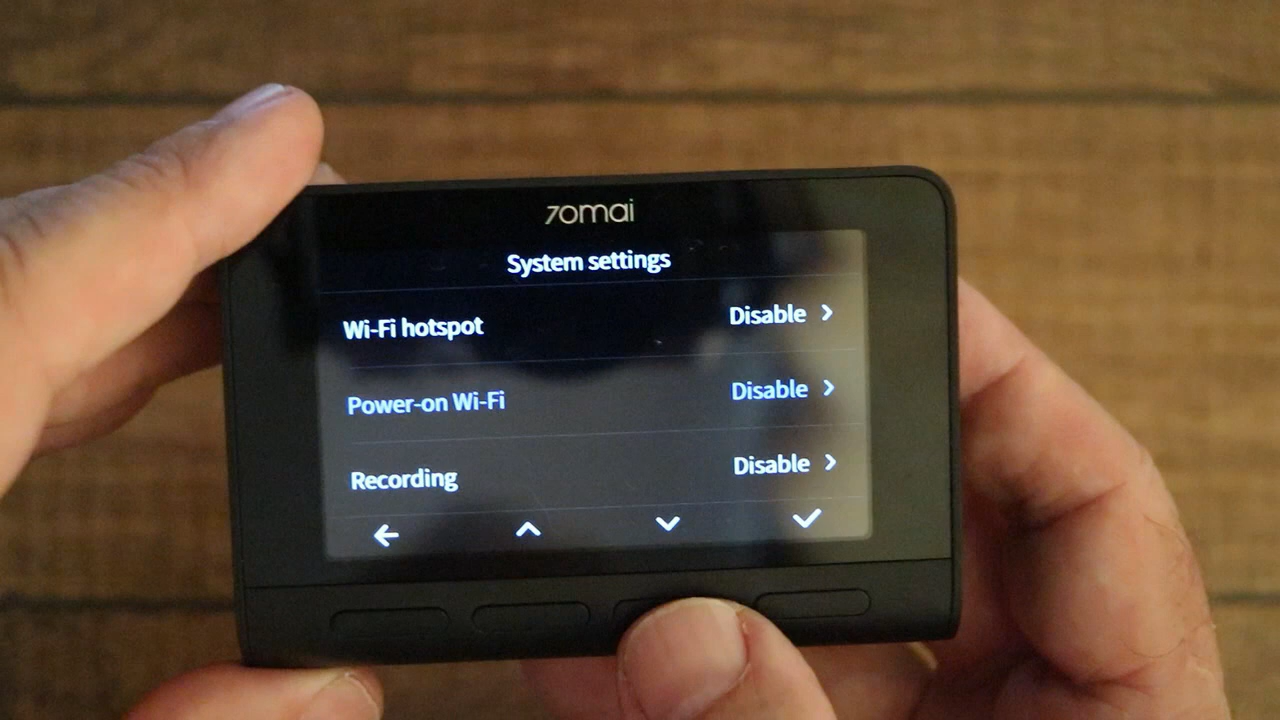 70mai
System settings
Wi-Fi hotspot Disable
Power-on Wi-Fi Disable
Recording Disable